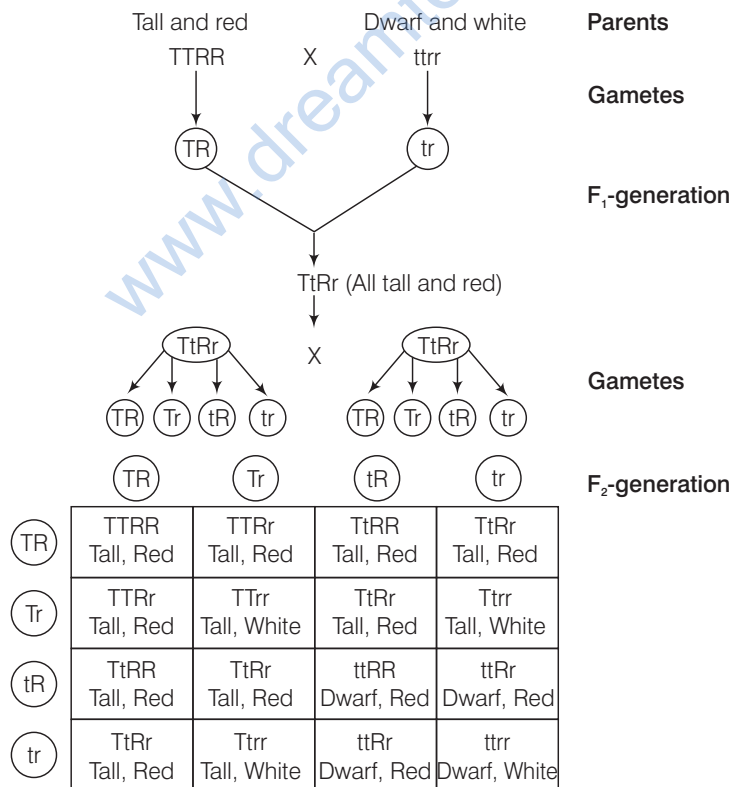 www.dreamto
Tall and red Dwarf and white Parents
TTRR X ttrr
Gametes
TR tr
F₁-generation
TtRr (All tall and red)
TtRr X TtRr
Gametes
TR Tr tR tr TR Tr tR tr
TR Tr tR tr F₂-generation
TR TTRR TTRr TtRR TtRr
Tall, Red Tall, Red Tall, Red Tall, Red
Tr TTRr TTrr TtRr Ttrr
Tall, Red Tall, White Tall, Red Tall, White
tR TtRR TtRr ttRR ttRr
Tall, Red Tall, Red Dwarf, Red Dwarf, Red
tr TtRr Ttrr ttRr ttrr
Tall, Red Tall, White Dwarf, Red Dwarf, White